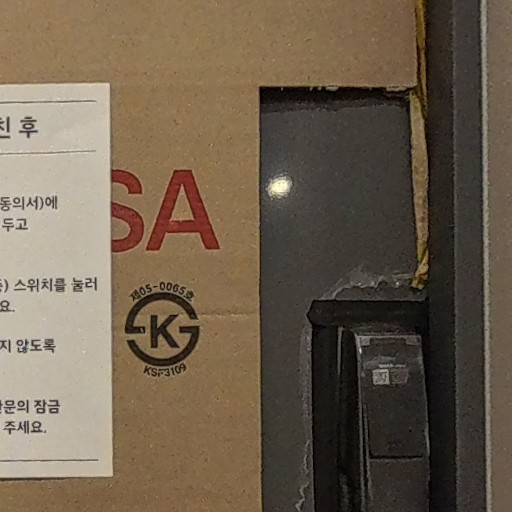 친 후
동의서)에
두고
SA
스위치를 눌러
요.
제05-0065호
K
지 않도록
KSF3109
문의 잠금
주세요.